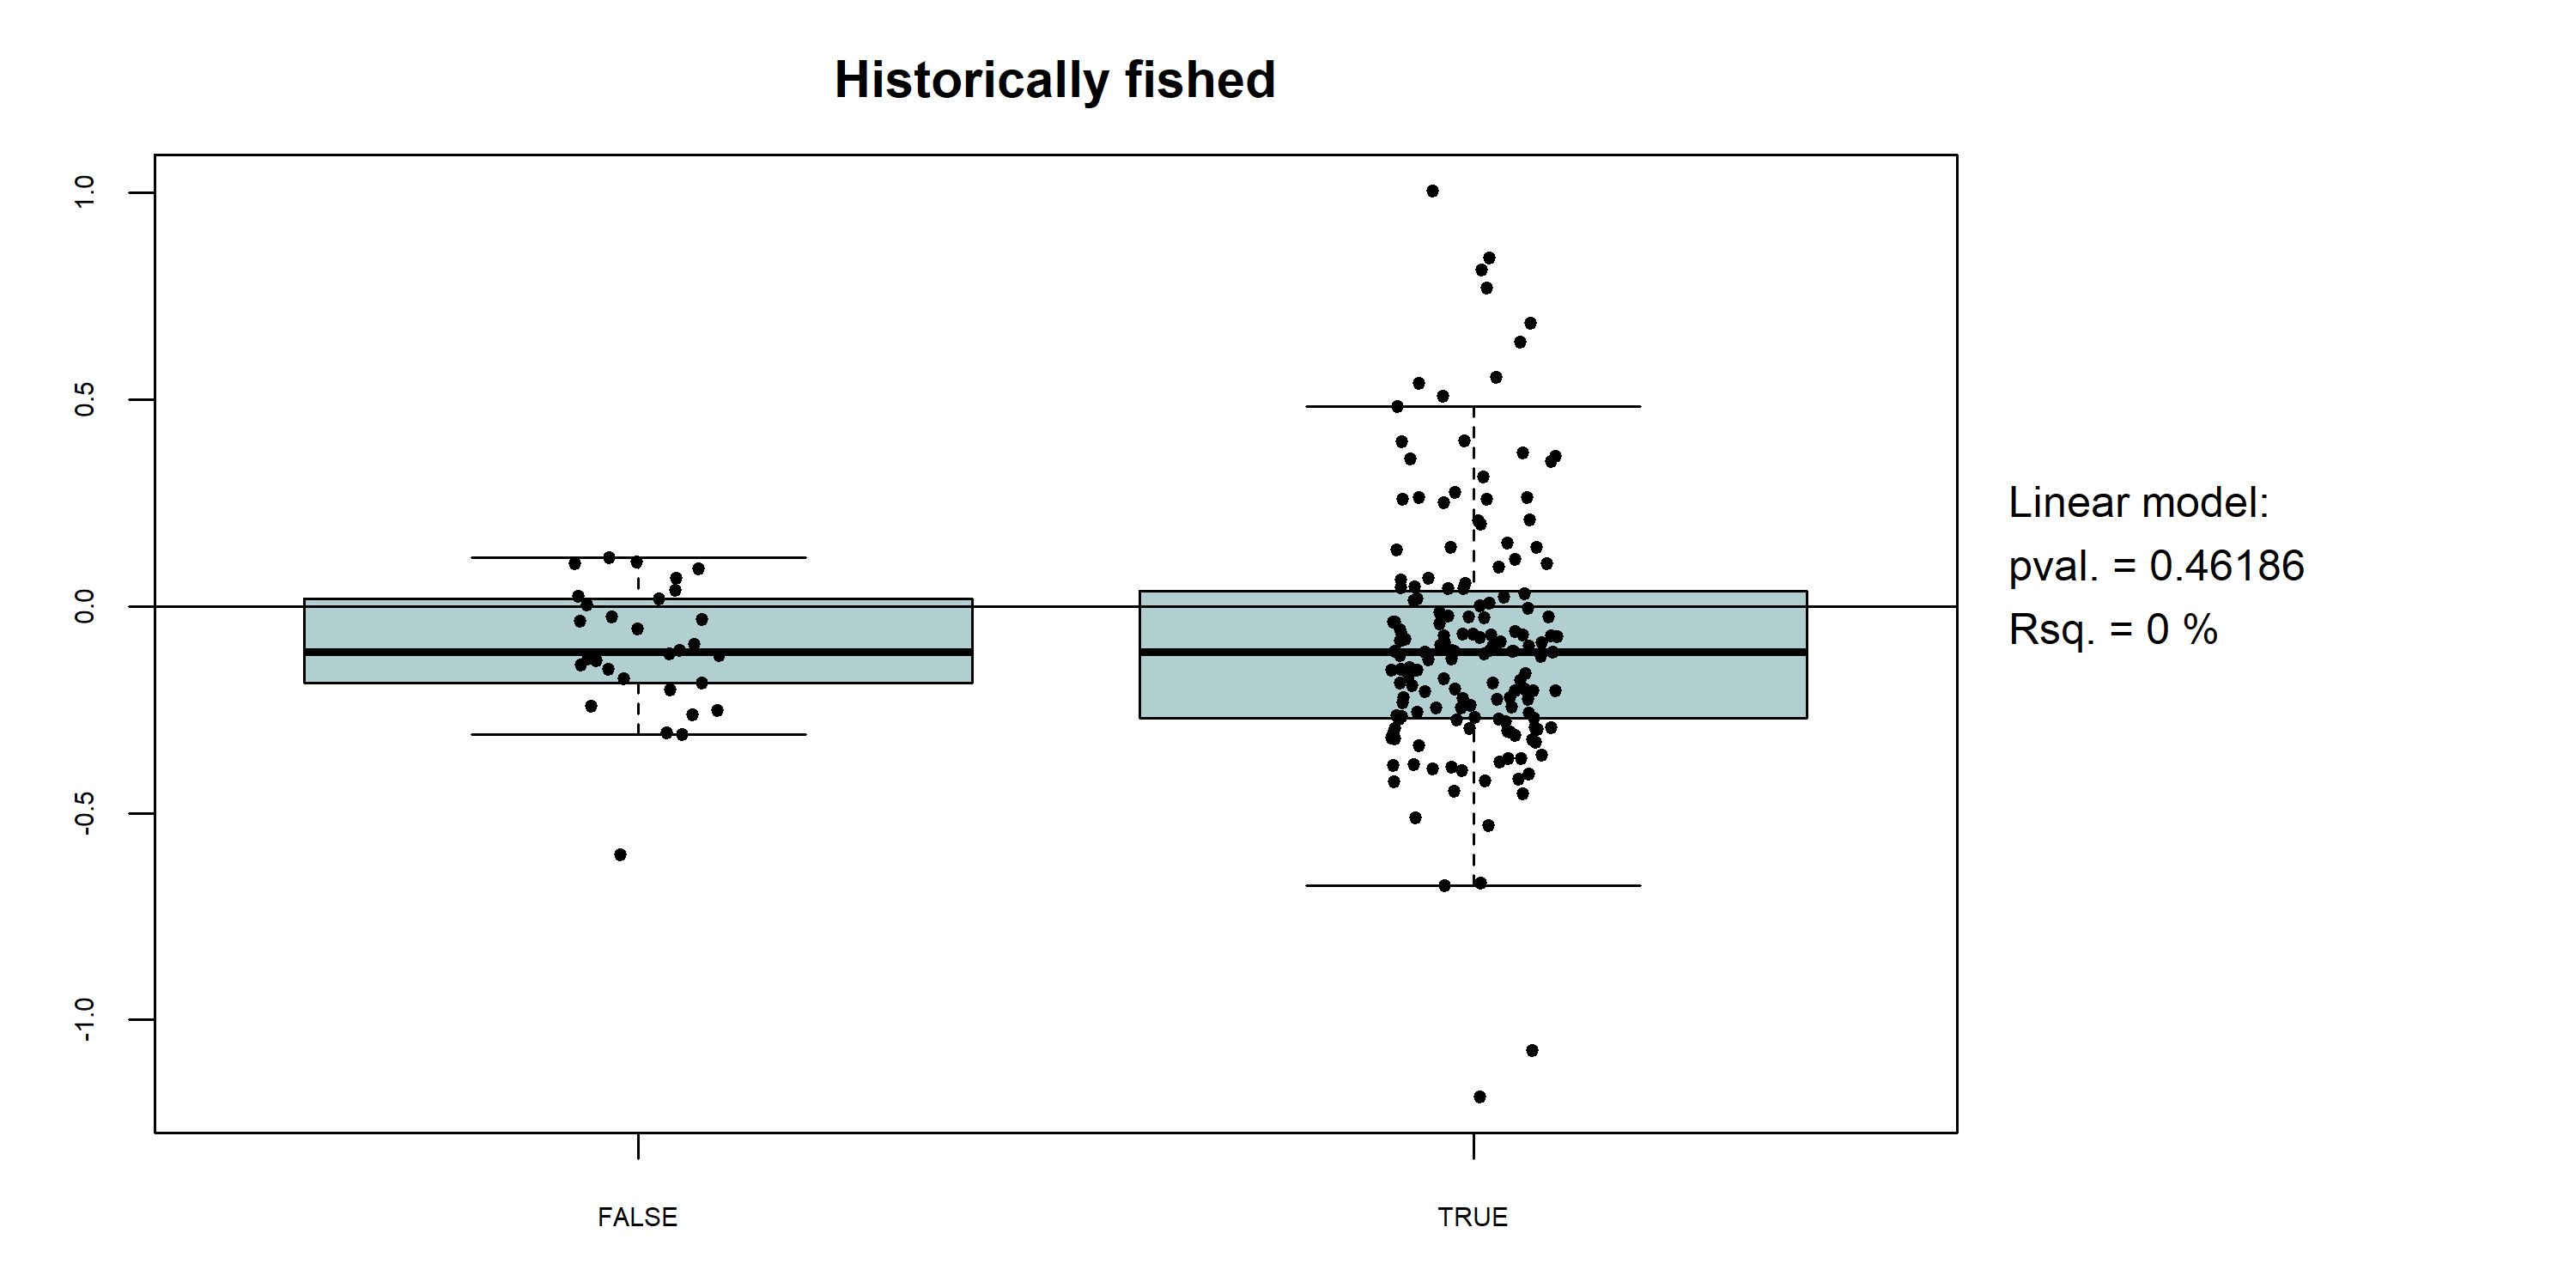 Historically fished
1.0
0.5
0.0
-0.5
-1.0
FALSE
TRUE
Linear model:
pval. = 0.46186
Rsq. = 0 %